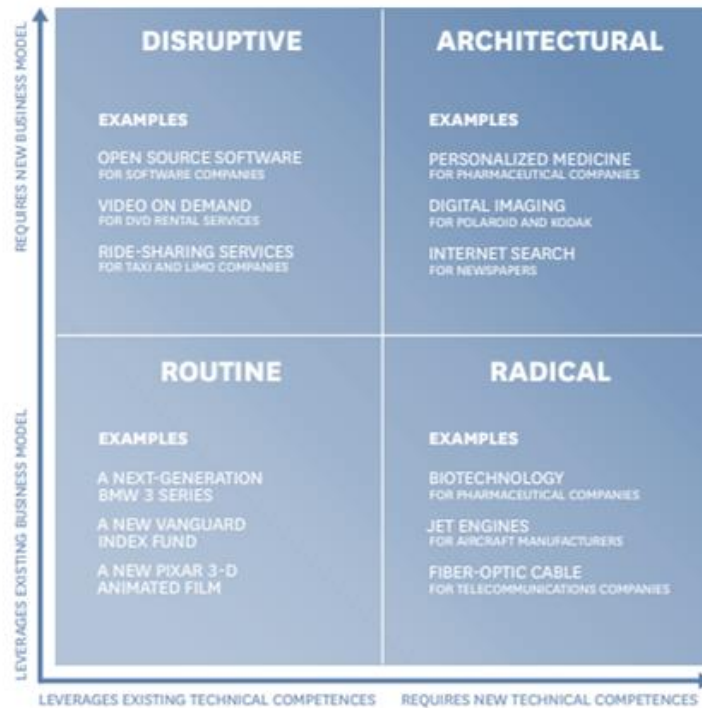 REQUIRES NEW BUSINESS MODEL
LEVERAGES EXISTING BUSINESS MODEL
DISRUPTIVE
EXAMPLES
OPEN SOURCE SOFTWARE
FOR SOFTWARE COMPANIES
VIDEO ON DEMAND
FOR DVD RENTAL SERVICES
RIDE-SHARING SERVICES
FOR TAXI AND LIMO COMPANIES
ARCHITECTURAL
EXAMPLES
PERSONALIZED MEDICINE
FOR PHARMACEUTICAL COMPANIES
DIGITAL IMAGING
FOR POLAROID AND KODAK
INTERNET SEARCH
FOR NEWSPAPERS
ROUTINE
EXAMPLES
A NEXT-GENERATION
BMW 3 SERIES
A NEW VANGUARD
INDEX FUND
A NEW PIXAR 3-D
ANIMATED FILM
RADICAL
EXAMPLES
BIOTECHNOLOGY
FOR PHARMACEUTICAL COMPANIES
JET ENGINES
FOR AIRCRAFT MANUFACTURERS
FIBER-OPTIC CABLE
FOR TELECOMMUNICATIONS COMPANIES
LEVERAGES EXISTING TECHNICAL COMPETENCES
REQUIRES NEW TECHNICAL COMPETENCES